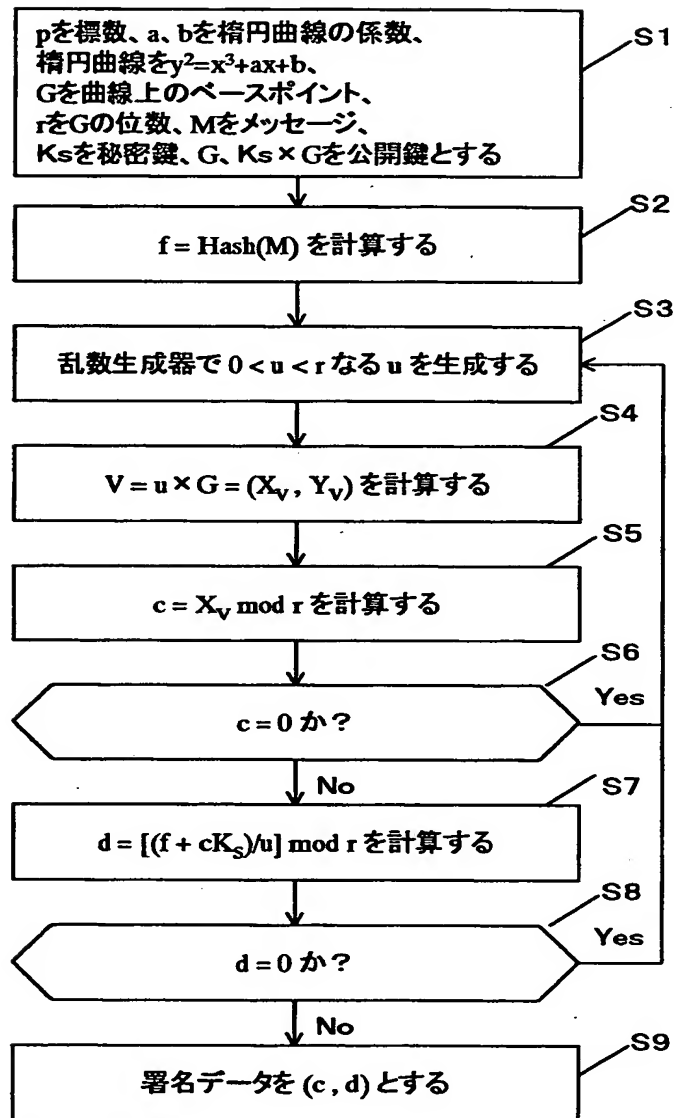 pを標数、a、bを楕円曲線の係数、
楕円曲線をy²=x³+ax+b、
Gを曲線上のベースポイント、
rをGの位数、Mをメッセージ、
Ksを秘密鍵、G、Ks×Gを公開鍵とする
S1
S2
f = Hash(M) を計算する
S3
乱数生成器で 0 < u < r なる u を生成する
S4
V = u × G = (X_V , Y_V) を計算する
S5
c = X_V mod r を計算する
S6
Yes
c = 0 か？
No
S7
d = [(f + cK_S)/u] mod r を計算する
S8
Yes
d = 0 か？
No
S9
署名データを (c , d) とする